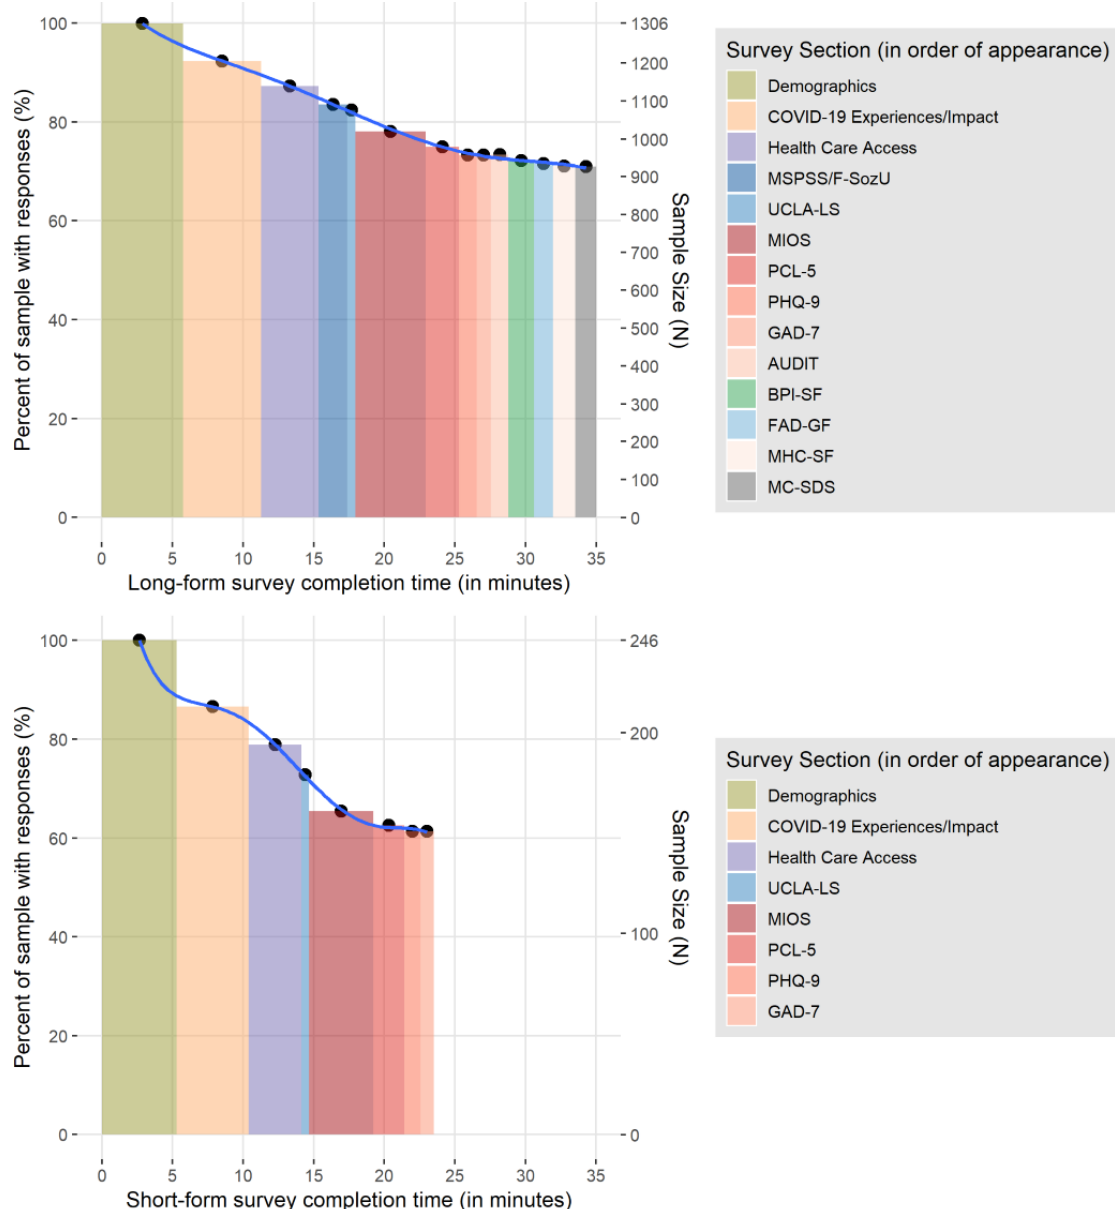 Percent of sample with responses (%)
100
80
60
40
20
0
1306
1200
1100
1000
900
800
700
600
500
400
300
200
100
0
Sample Size (N)
0 5 10 15 20 25 30 35
Long-form survey completion time (in minutes)
Survey Section (in order of appearance)
Demographics
COVID-19 Experiences/Impact
Health Care Access
MSPSS/F-SozU
UCLA-LS
MIOS
PCL-5
PHQ-9
GAD-7
AUDIT
BPI-SF
FAD-GF
MHC-SF
MC-SDS
Percent of sample with responses (%)
100
80
60
40
20
0
246
200
100
0
Sample Size (N)
0 5 10 15 20 25 30 35
Short-form survey completion time (in minutes)
Survey Section (in order of appearance)
Demographics
COVID-19 Experiences/Impact
Health Care Access
UCLA-LS
MIOS
PCL-5
PHQ-9
GAD-7